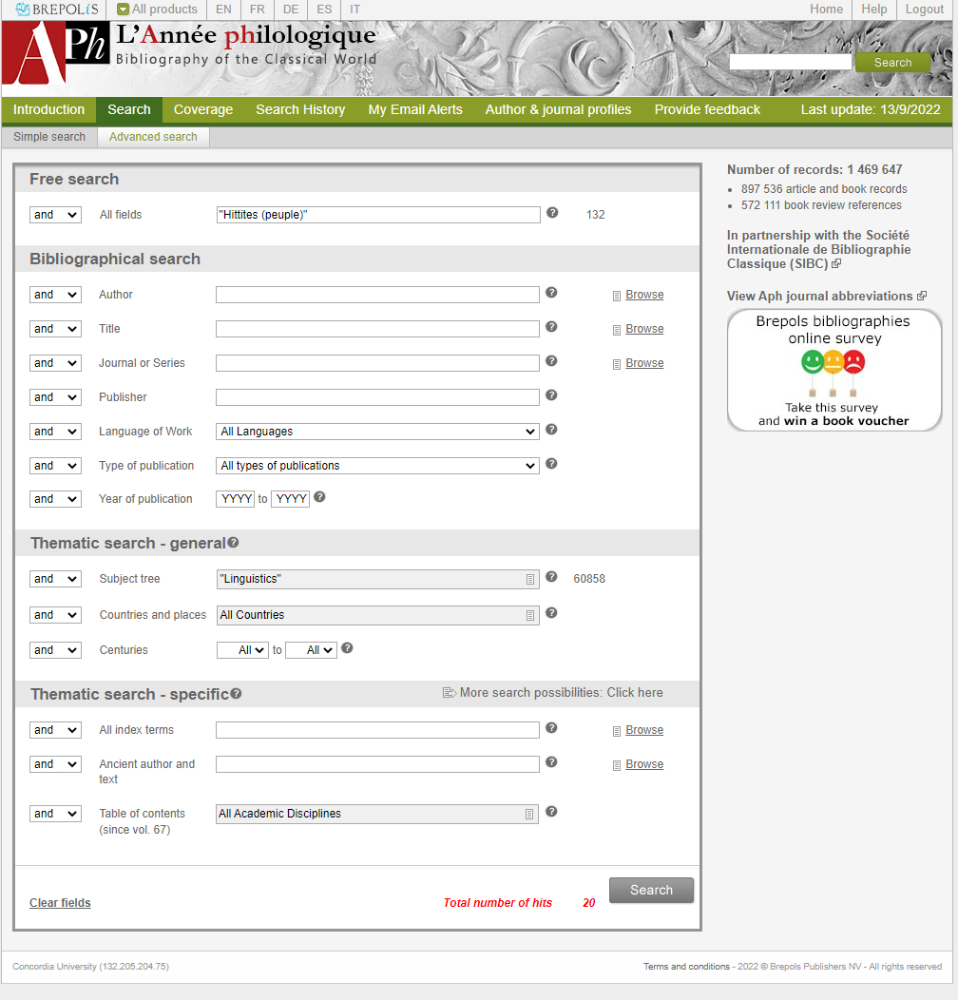 BREPOLiS All products EN FR DE ES IT Home Help Logout
APh L'Année philologique
Bibliography of the Classical World
Search
Introduction Search Coverage Search History My Email Alerts Author & journal profiles Provide feedback Last update: 13/9/2022
Simple search Advanced search
Free search
and All fields "Hittites (peuple)" ? 132
Bibliographical search
and Author ? Browse
and Title ? Browse
and Journal or Series ? Browse
and Publisher ?
and Language of Work All Languages ?
and Type of publication All types of publications ?
and Year of publication YYYY to YYYY ?
Thematic search - general ?
and Subject tree "Linguistics" ? 60858
and Countries and places All Countries ?
and Centuries All to All ?
Thematic search - specific ? More search possibilities: Click here
and All index terms ? Browse
and Ancient author and ? Browse
text
and Table of contents All Academic Disciplines ?
(since vol. 67)
Clear fields Total number of hits 20 Search
Number of records: 1 469 647
897 536 article and book records
572 111 book review references
In partnership with the Société
Internationale de Bibliographie
Classique (SIBC)
View Aph journal abbreviations
Brepols bibliographies
online survey
Take this survey
and win a book voucher
Concordia University (132.205.204.75) Terms and conditions - 2022 © Brepols Publishers NV - All rights reserved